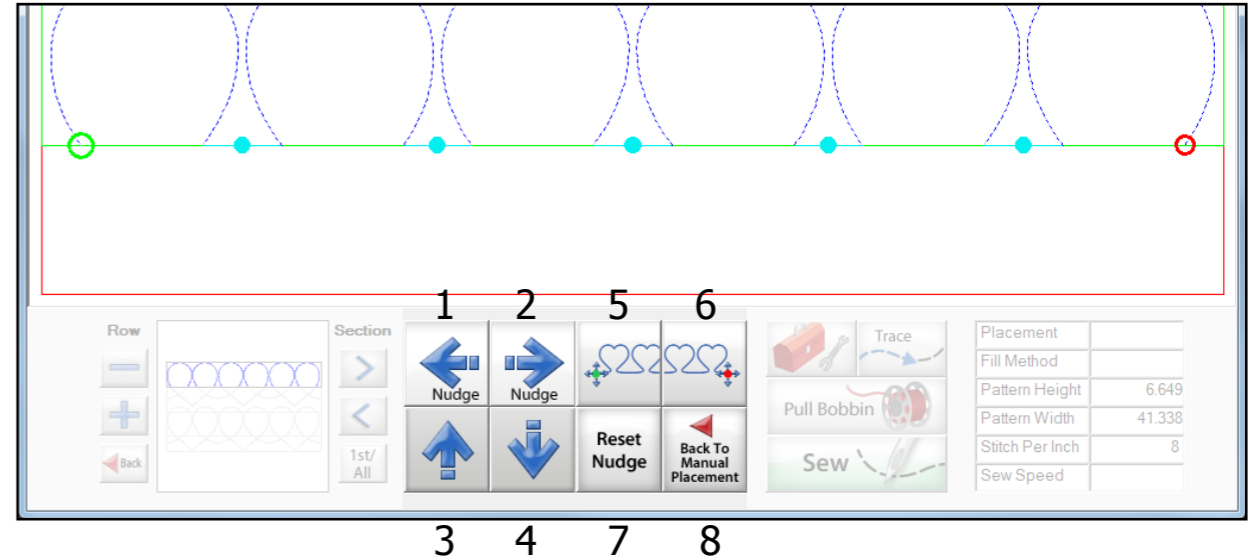 1 2 5 6
Row
Section
Nudge
Nudge
Trace
Placement
Fill Method
Pattern Height 6.649
Pull Bobbin
Pattern Width 41.338
Back
1st/
All
Reset
Nudge
Back To
Manual
Placement
Sew
Stitch Per Inch 8
Sew Speed
3 4 7 8